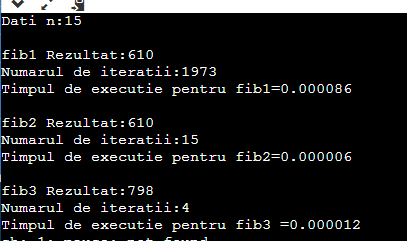 Dati n:15
fib1 Rezultat:610
Numarul de iteratii:1973
Timpul de executie pentru fib1=0.000086
fib2 Rezultat:610
Numarul de iteratii:15
Timpul de executie pentru fib2=0.000006
fib3 Rezultat:798
Numarul de iteratii:4
Timpul de executie pentru fib3 =0.000012
sh: 1: pause: not found